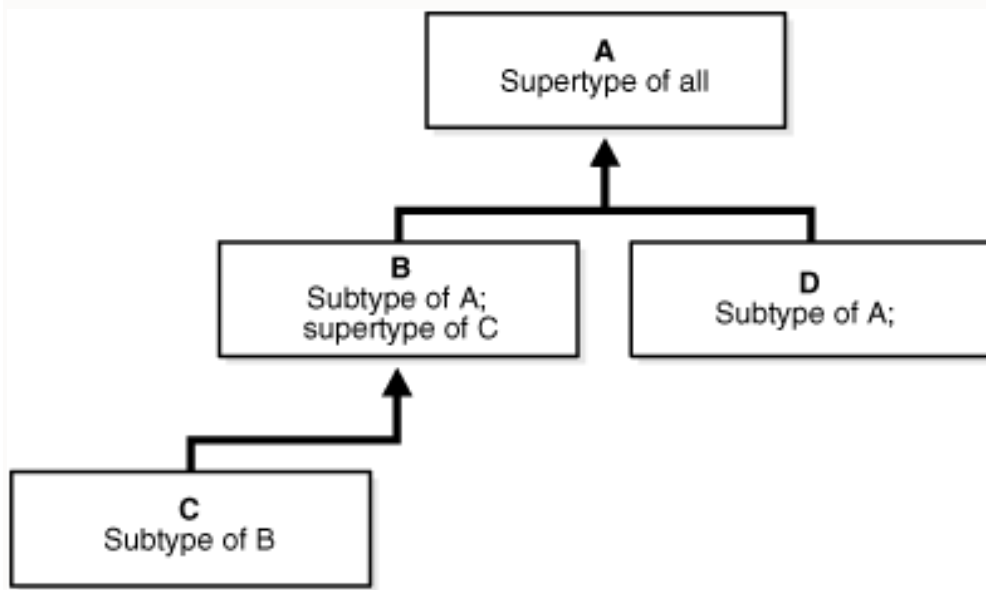 A
Supertype of all
B
Subtype of A;
supertype of C
D
Subtype of A;
C
Subtype of B